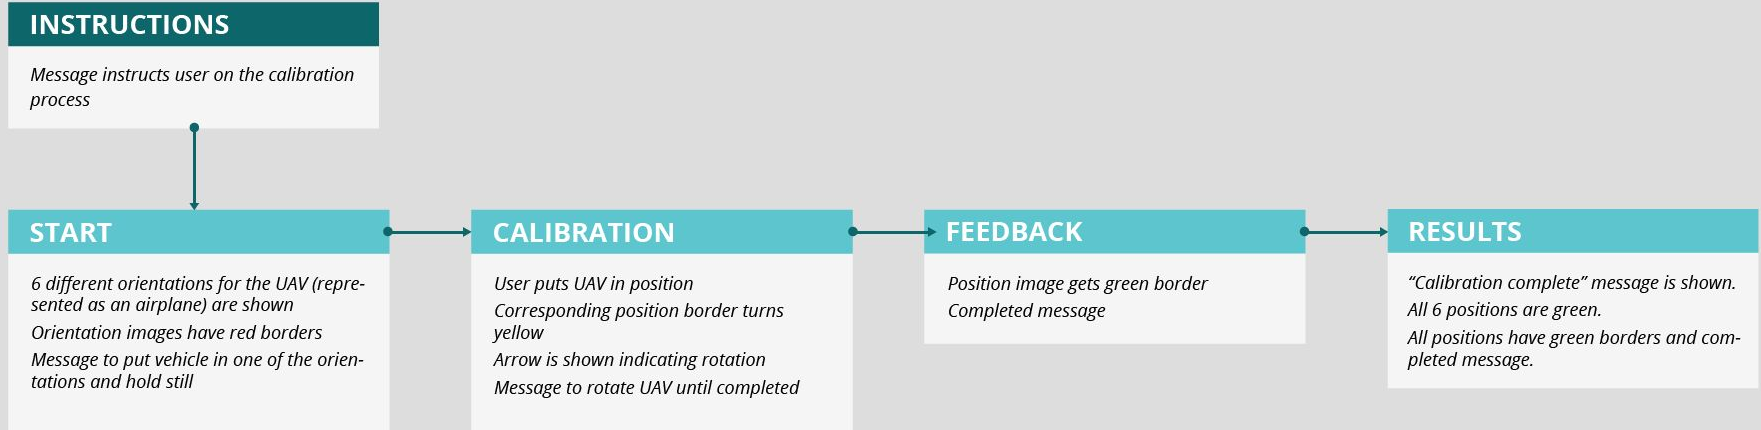 INSTRUCTIONS
Message instructs user on the calibration
process
START
6 different orientations for the UAV (repre-
sented as an airplane) are shown
Orientation images have red borders
Message to put vehicle in one of the orien-
tations and hold still
CALIBRATION
User puts UAV in position
Corresponding position border turns
yellow
Arrow is shown indicating rotation
Message to rotate UAV until completed
FEEDBACK
Position image gets green border
Completed message
RESULTS
“Calibration complete” message is shown.
All 6 positions are green.
All positions have green borders and com-
pleted message.